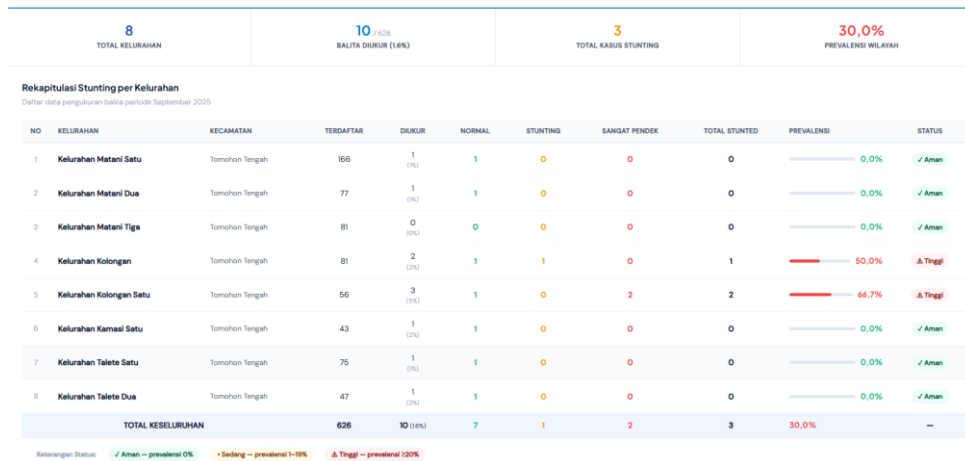 8
TOTAL KELURAHAN
10 /626
BALITA DIUKUR (1.6%)
3
TOTAL KASUS STUNTING
30,0%
PREVALENSI WILAYAH
Rekapitulasi Stunting per Kelurahan
Daftar data pengukuran balita periode September 2025
NO KELURAHAN KECAMATAN TERDAFTAR DIUKUR NORMAL STUNTING SANGAT PENDEK TOTAL STUNTED PREVALENSI STATUS
1 Kelurahan Matani Satu Tomohon Tengah 166 1 1 0 0 0 0,0% ✓ Aman
(1%)
2 Kelurahan Matani Dua Tomohon Tengah 77 1 1 0 0 0 0,0% ✓ Aman
(1%)
3 Kelurahan Matani Tiga Tomohon Tengah 81 0 0 0 0 0 0,0% ✓ Aman
(0%)
4 Kelurahan Kolongan Tomohon Tengah 81 2 1 1 0 1 50,0% ⚠ Tinggi
(2%)
5 Kelurahan Kolongan Satu Tomohon Tengah 56 3 1 0 2 2 66,7% ⚠ Tinggi
(5%)
6 Kelurahan Kamasi Satu Tomohon Tengah 43 1 1 0 0 0 0,0% ✓ Aman
(2%)
7 Kelurahan Talete Satu Tomohon Tengah 75 1 1 0 0 0 0,0% ✓ Aman
(1%)
8 Kelurahan Talete Dua Tomohon Tengah 47 1 1 0 0 0 0,0% ✓ Aman
(2%)
TOTAL KESELURUHAN 626 10 (1.6%) 7 1 2 3 30,0% —
Keterangan Status: ✓ Aman — prevalensi 0% • Sedang — prevalensi 1–19% ⚠ Tinggi — prevalensi ≥20%